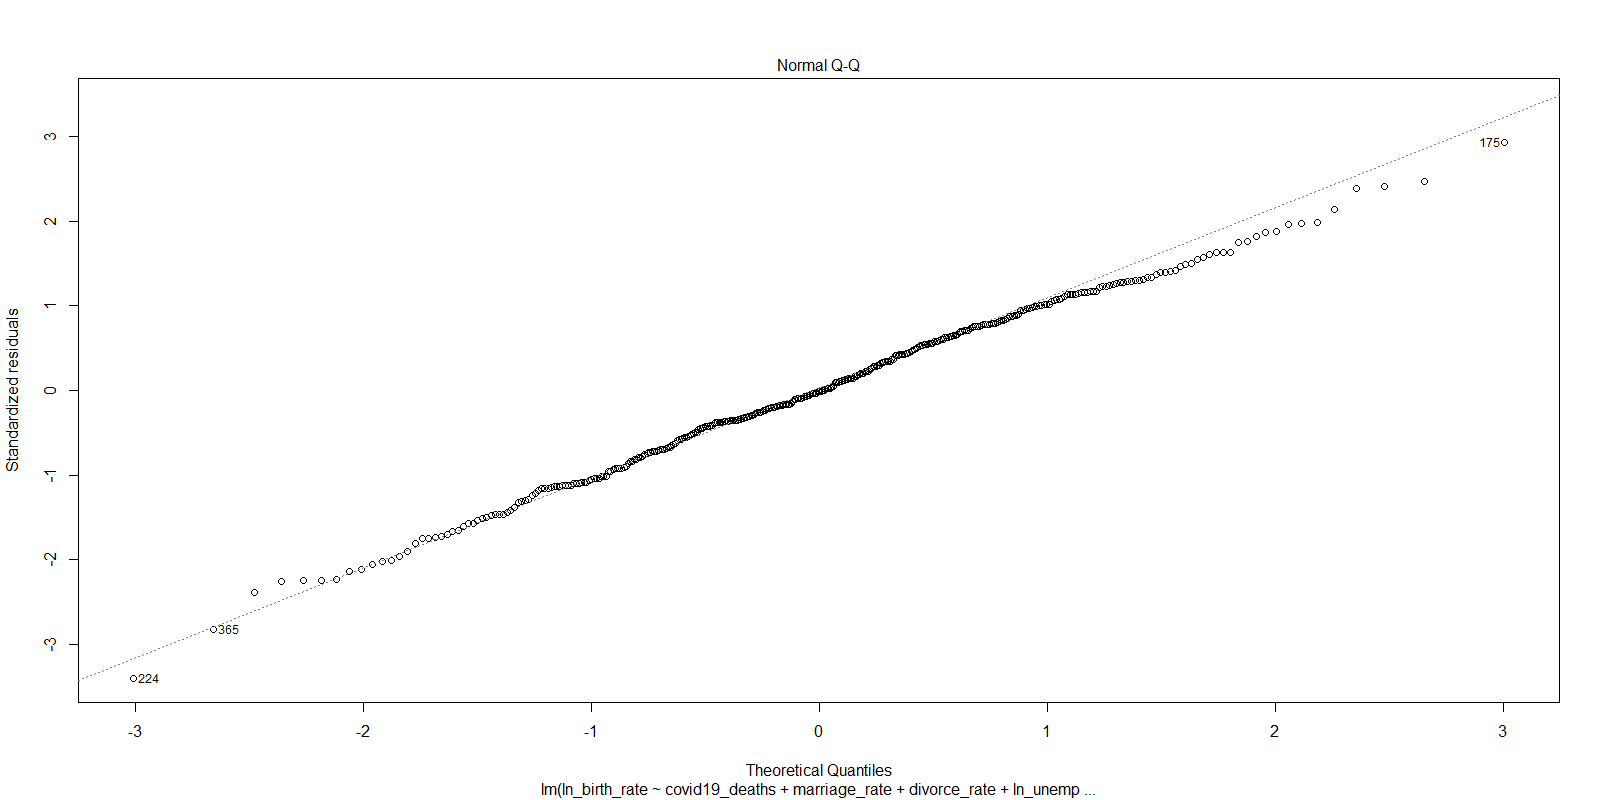 Normal Q-Q
Standardized residuals
3
2
1
0
-1
-2
-3
175
365
224
-3 -2 -1 0 1 2 3
Theoretical Quantiles
lm(ln_birth_rate ~ covid19_deaths + marriage_rate + divorce_rate + ln_unemp ...